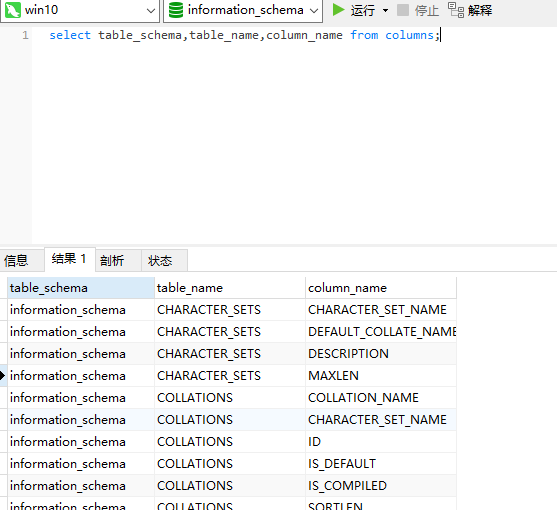 win10 information_schema 运行 停止 解释
1 select table_schema,table_name,column_name from columns;
信息 结果 1 剖析 状态
table_schema table_name column_name
information_schema CHARACTER_SETS CHARACTER_SET_NAME
information_schema CHARACTER_SETS DEFAULT_COLLATE_NAME
information_schema CHARACTER_SETS DESCRIPTION
information_schema CHARACTER_SETS MAXLEN
information_schema COLLATIONS COLLATION_NAME
information_schema COLLATIONS CHARACTER_SET_NAME
information_schema COLLATIONS ID
information_schema COLLATIONS IS_DEFAULT
information_schema COLLATIONS IS_COMPILED
information_schema COLLATIONS SORTLEN